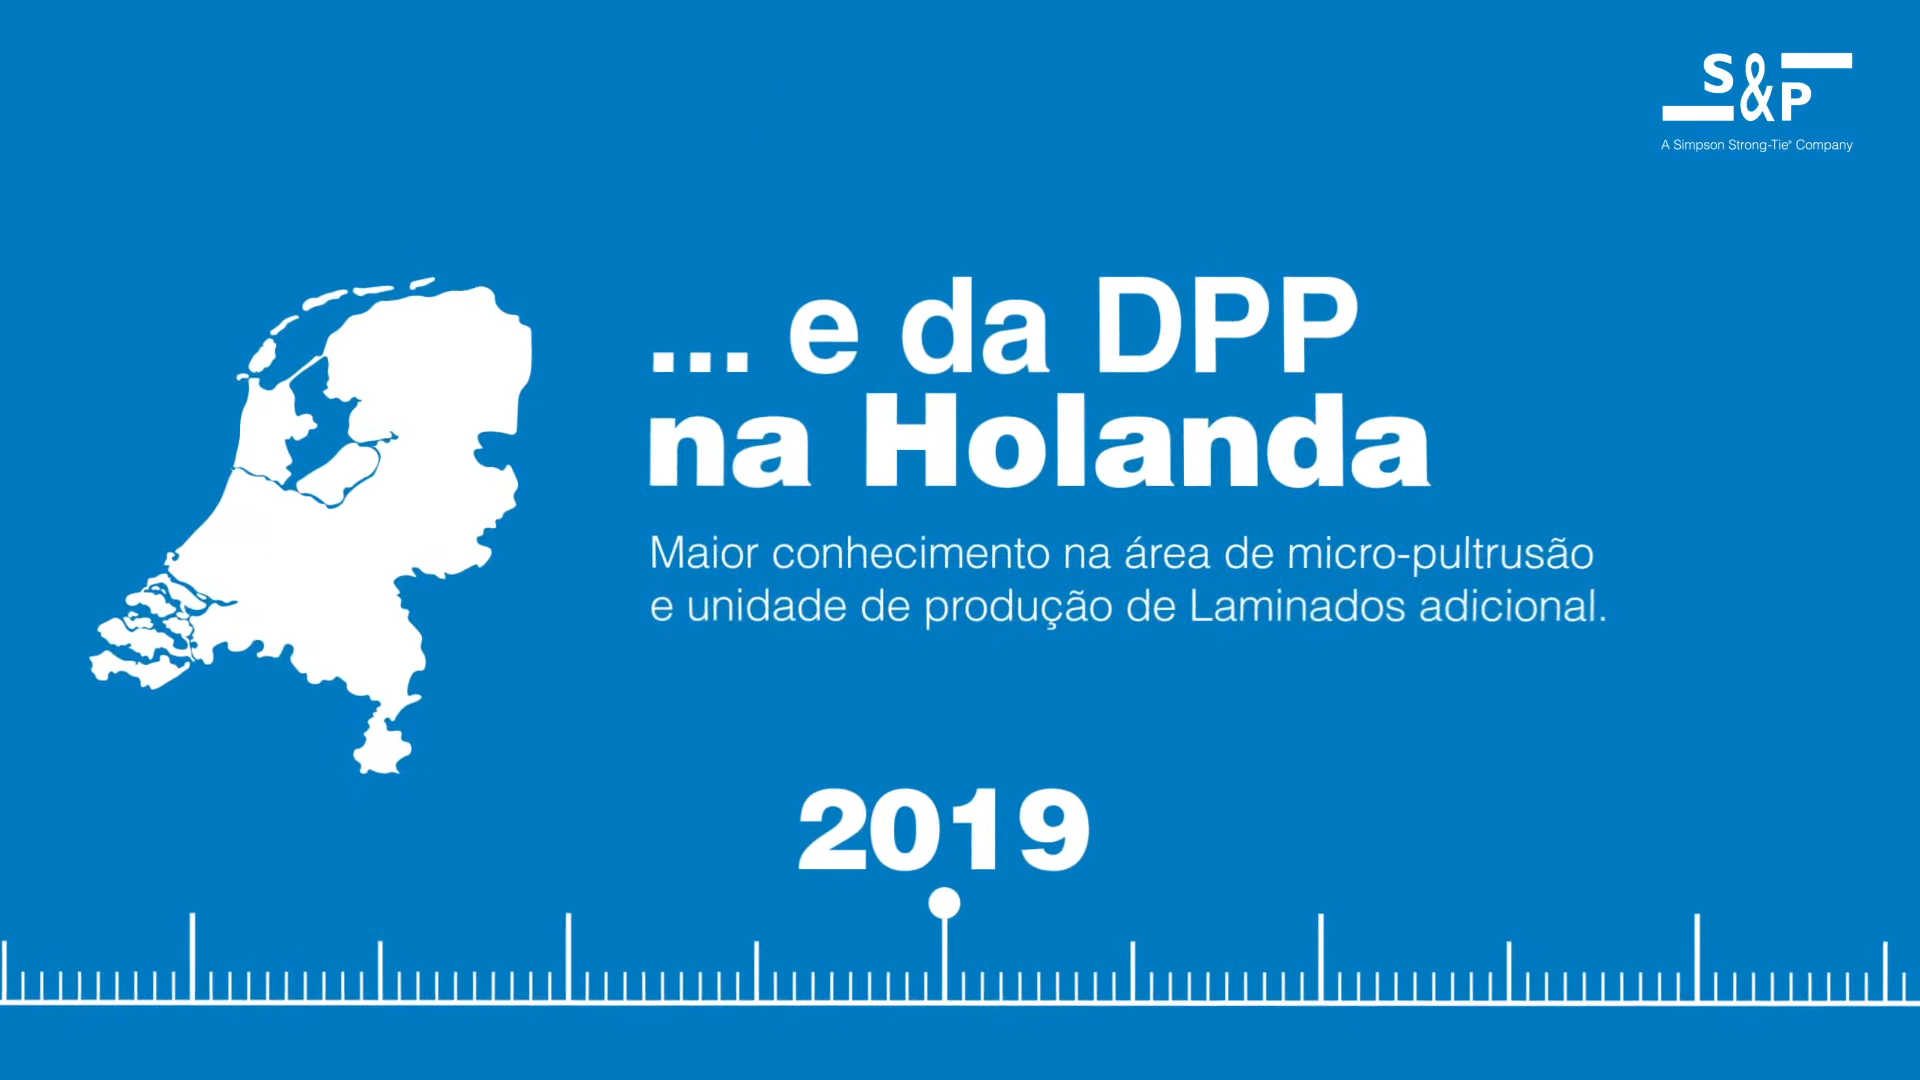 S&P
A Simpson Strong-Tie® Company
... e da DPP
na Holanda
Maior conhecimento na área de micro-pultrusão
e unidade de produção de Laminados adicional.
2019